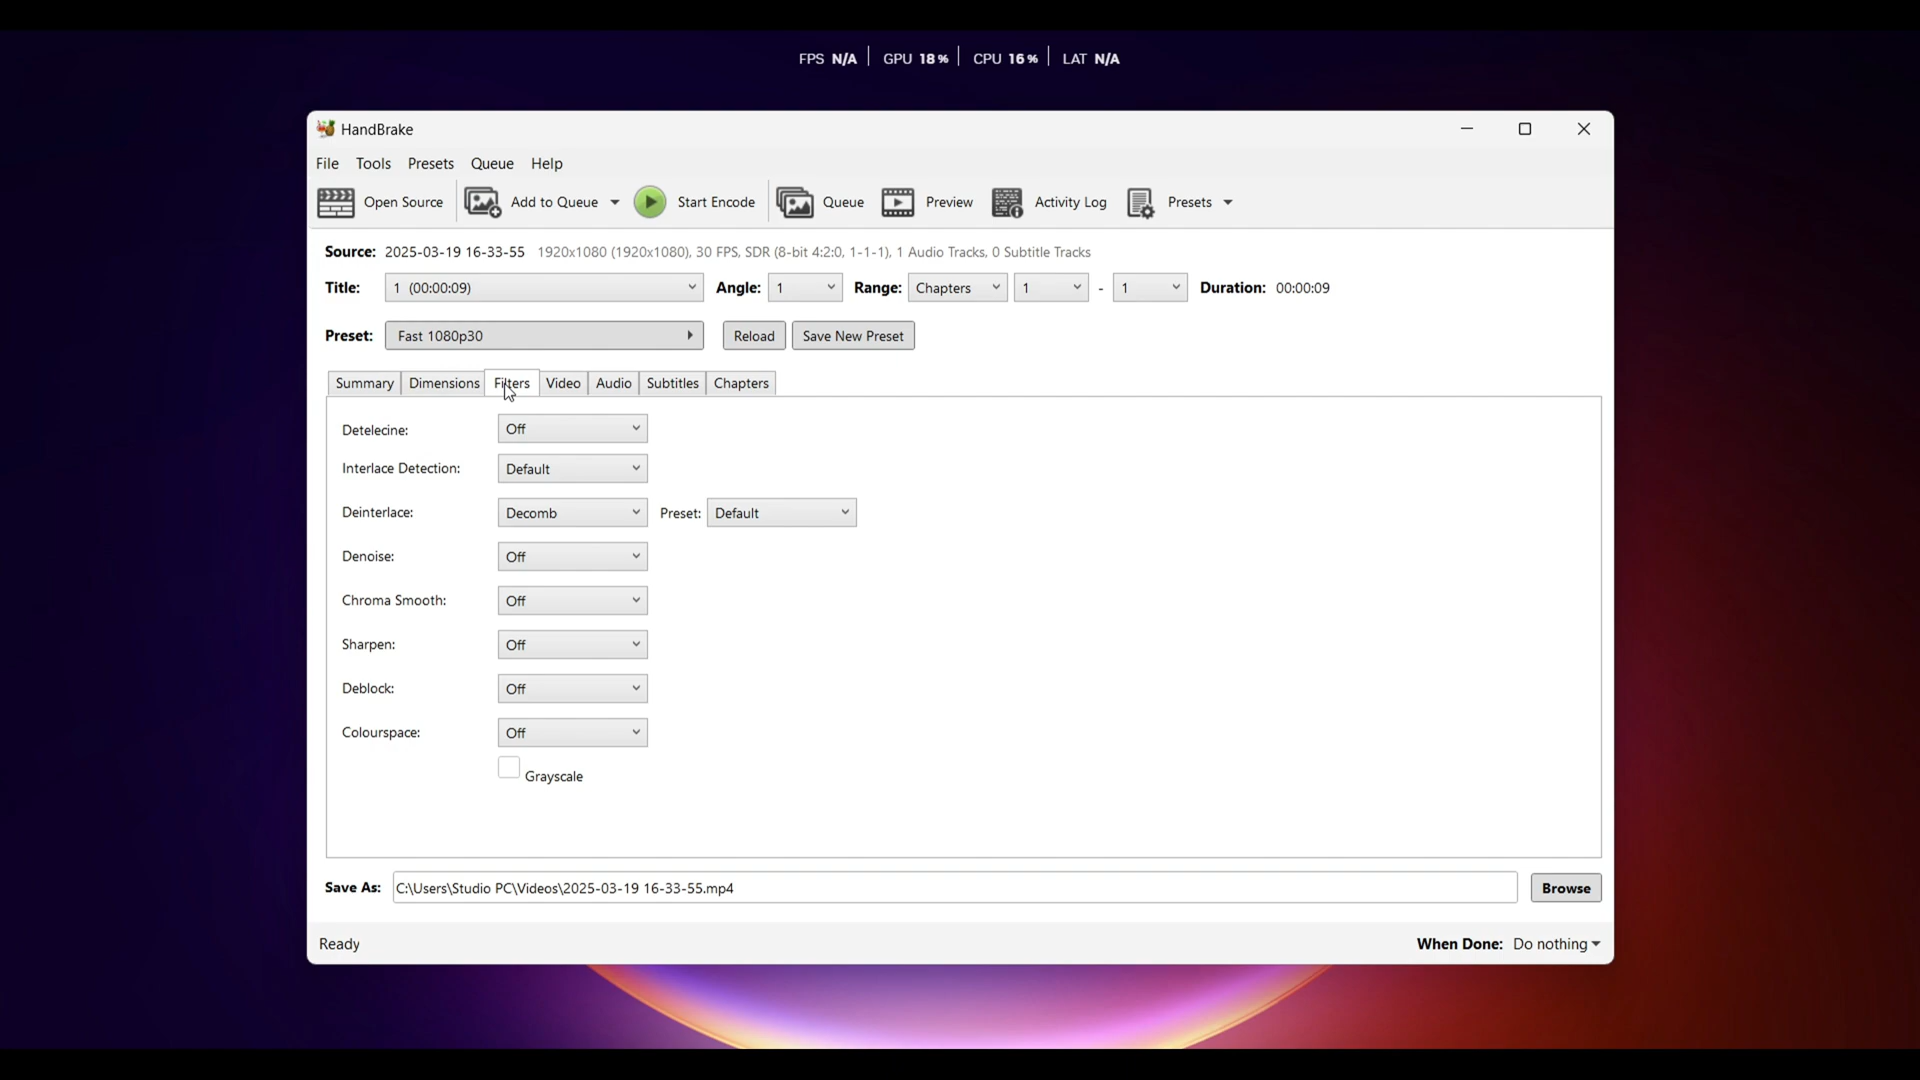 FPS N/A GPU 18% CPU 16% LAT N/A
HandBrake
File Tools Presets Queue Help
Open Source Add to Queue Start Encode Queue Preview Activity Log Presets
Source: 2025-03-19 16-33-55 1920x1080 (1920x1080), 30 FPS, SDR (8-bit 4:2:0, 1-1-1), 1 Audio Tracks, 0 Subtitle Tracks
Title: 1 (00:00:09) Angle: 1 Range: Chapters 1 - 1 Duration: 00:00:09
Preset: Fast 1080p30 Reload Save New Preset
Summary Dimensions Filters Video Audio Subtitles Chapters
Detelecine: Off
Interlace Detection: Default
Deinterlace: Decomb Preset: Default
Denoise: Off
Chroma Smooth: Off
Sharpen: Off
Deblock: Off
Colourspace: Off
Grayscale
Save As: C:\Users\Studio PC\Videos\2025-03-19 16-33-55.mp4 Browse
Ready When Done: Do nothing